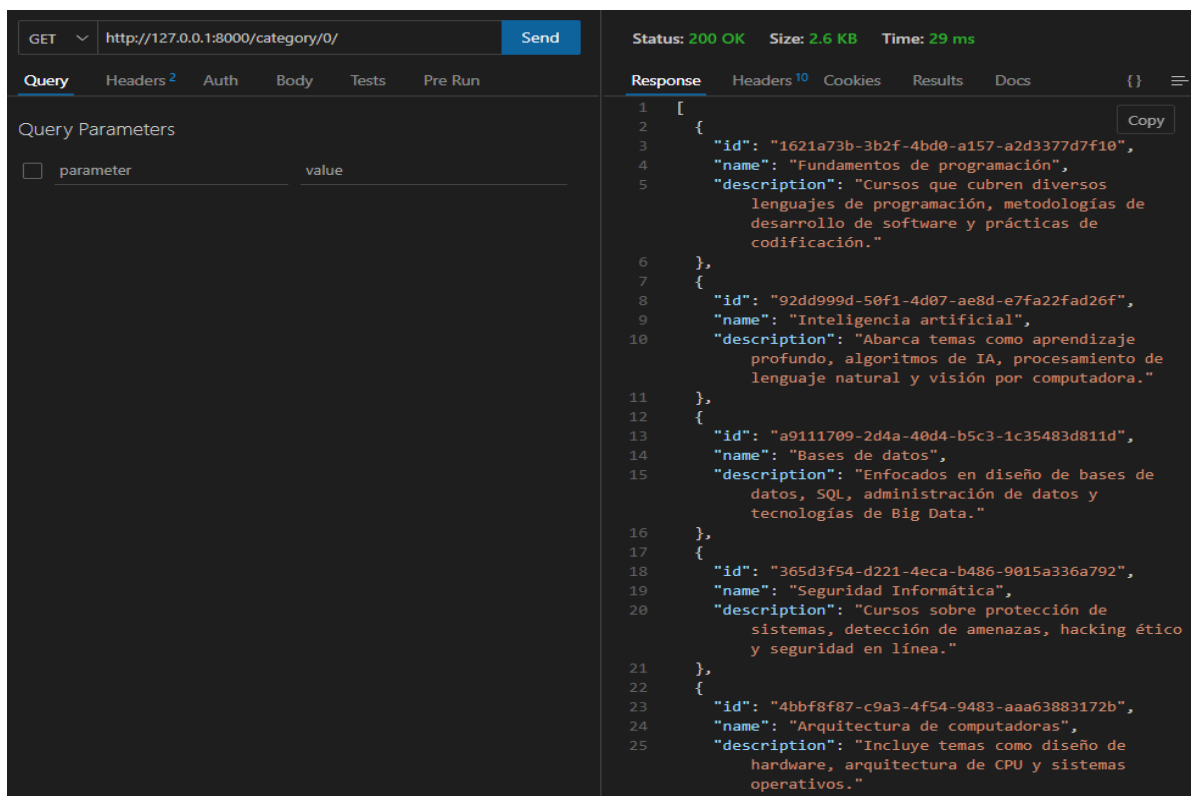 GET http://127.0.0.1:8000/category/0/ Send
Query Headers 2 Auth Body Tests Pre Run
Query Parameters
parameter value
Status: 200 OK Size: 2.6 KB Time: 29 ms
Response Headers 10 Cookies Results Docs {}
Copy
1 [
2 {
3 "id": "1621a73b-3b2f-4bd0-a157-a2d3377d7f10",
4 "name": "Fundamentos de programación",
5 "description": "Cursos que cubren diversos
lenguajes de programación, metodologías de
desarrollo de software y prácticas de
codificación."
6 },
7 {
8 "id": "92dd999d-50f1-4d07-ae8d-e7fa22fad26f",
9 "name": "Inteligencia artificial",
10 "description": "Abarca temas como aprendizaje
profundo, algoritmos de IA, procesamiento de
lenguaje natural y visión por computadora."
11 },
12 {
13 "id": "a9111709-2d4a-40d4-b5c3-1c35483d811d",
14 "name": "Bases de datos",
15 "description": "Enfocados en diseño de bases de
datos, SQL, administración de datos y
tecnologías de Big Data."
16 },
17 {
18 "id": "365d3f54-d221-4eca-b486-9015a336a792",
19 "name": "Seguridad Informática",
20 "description": "Cursos sobre protección de
sistemas, detección de amenazas, hacking ético
y seguridad en línea."
21 },
22 {
23 "id": "4bbf8f87-c9a3-4f54-9483-aaa63883172b",
24 "name": "Arquitectura de computadoras",
25 "description": "Incluye temas como diseño de
hardware, arquitectura de CPU y sistemas
operativos."